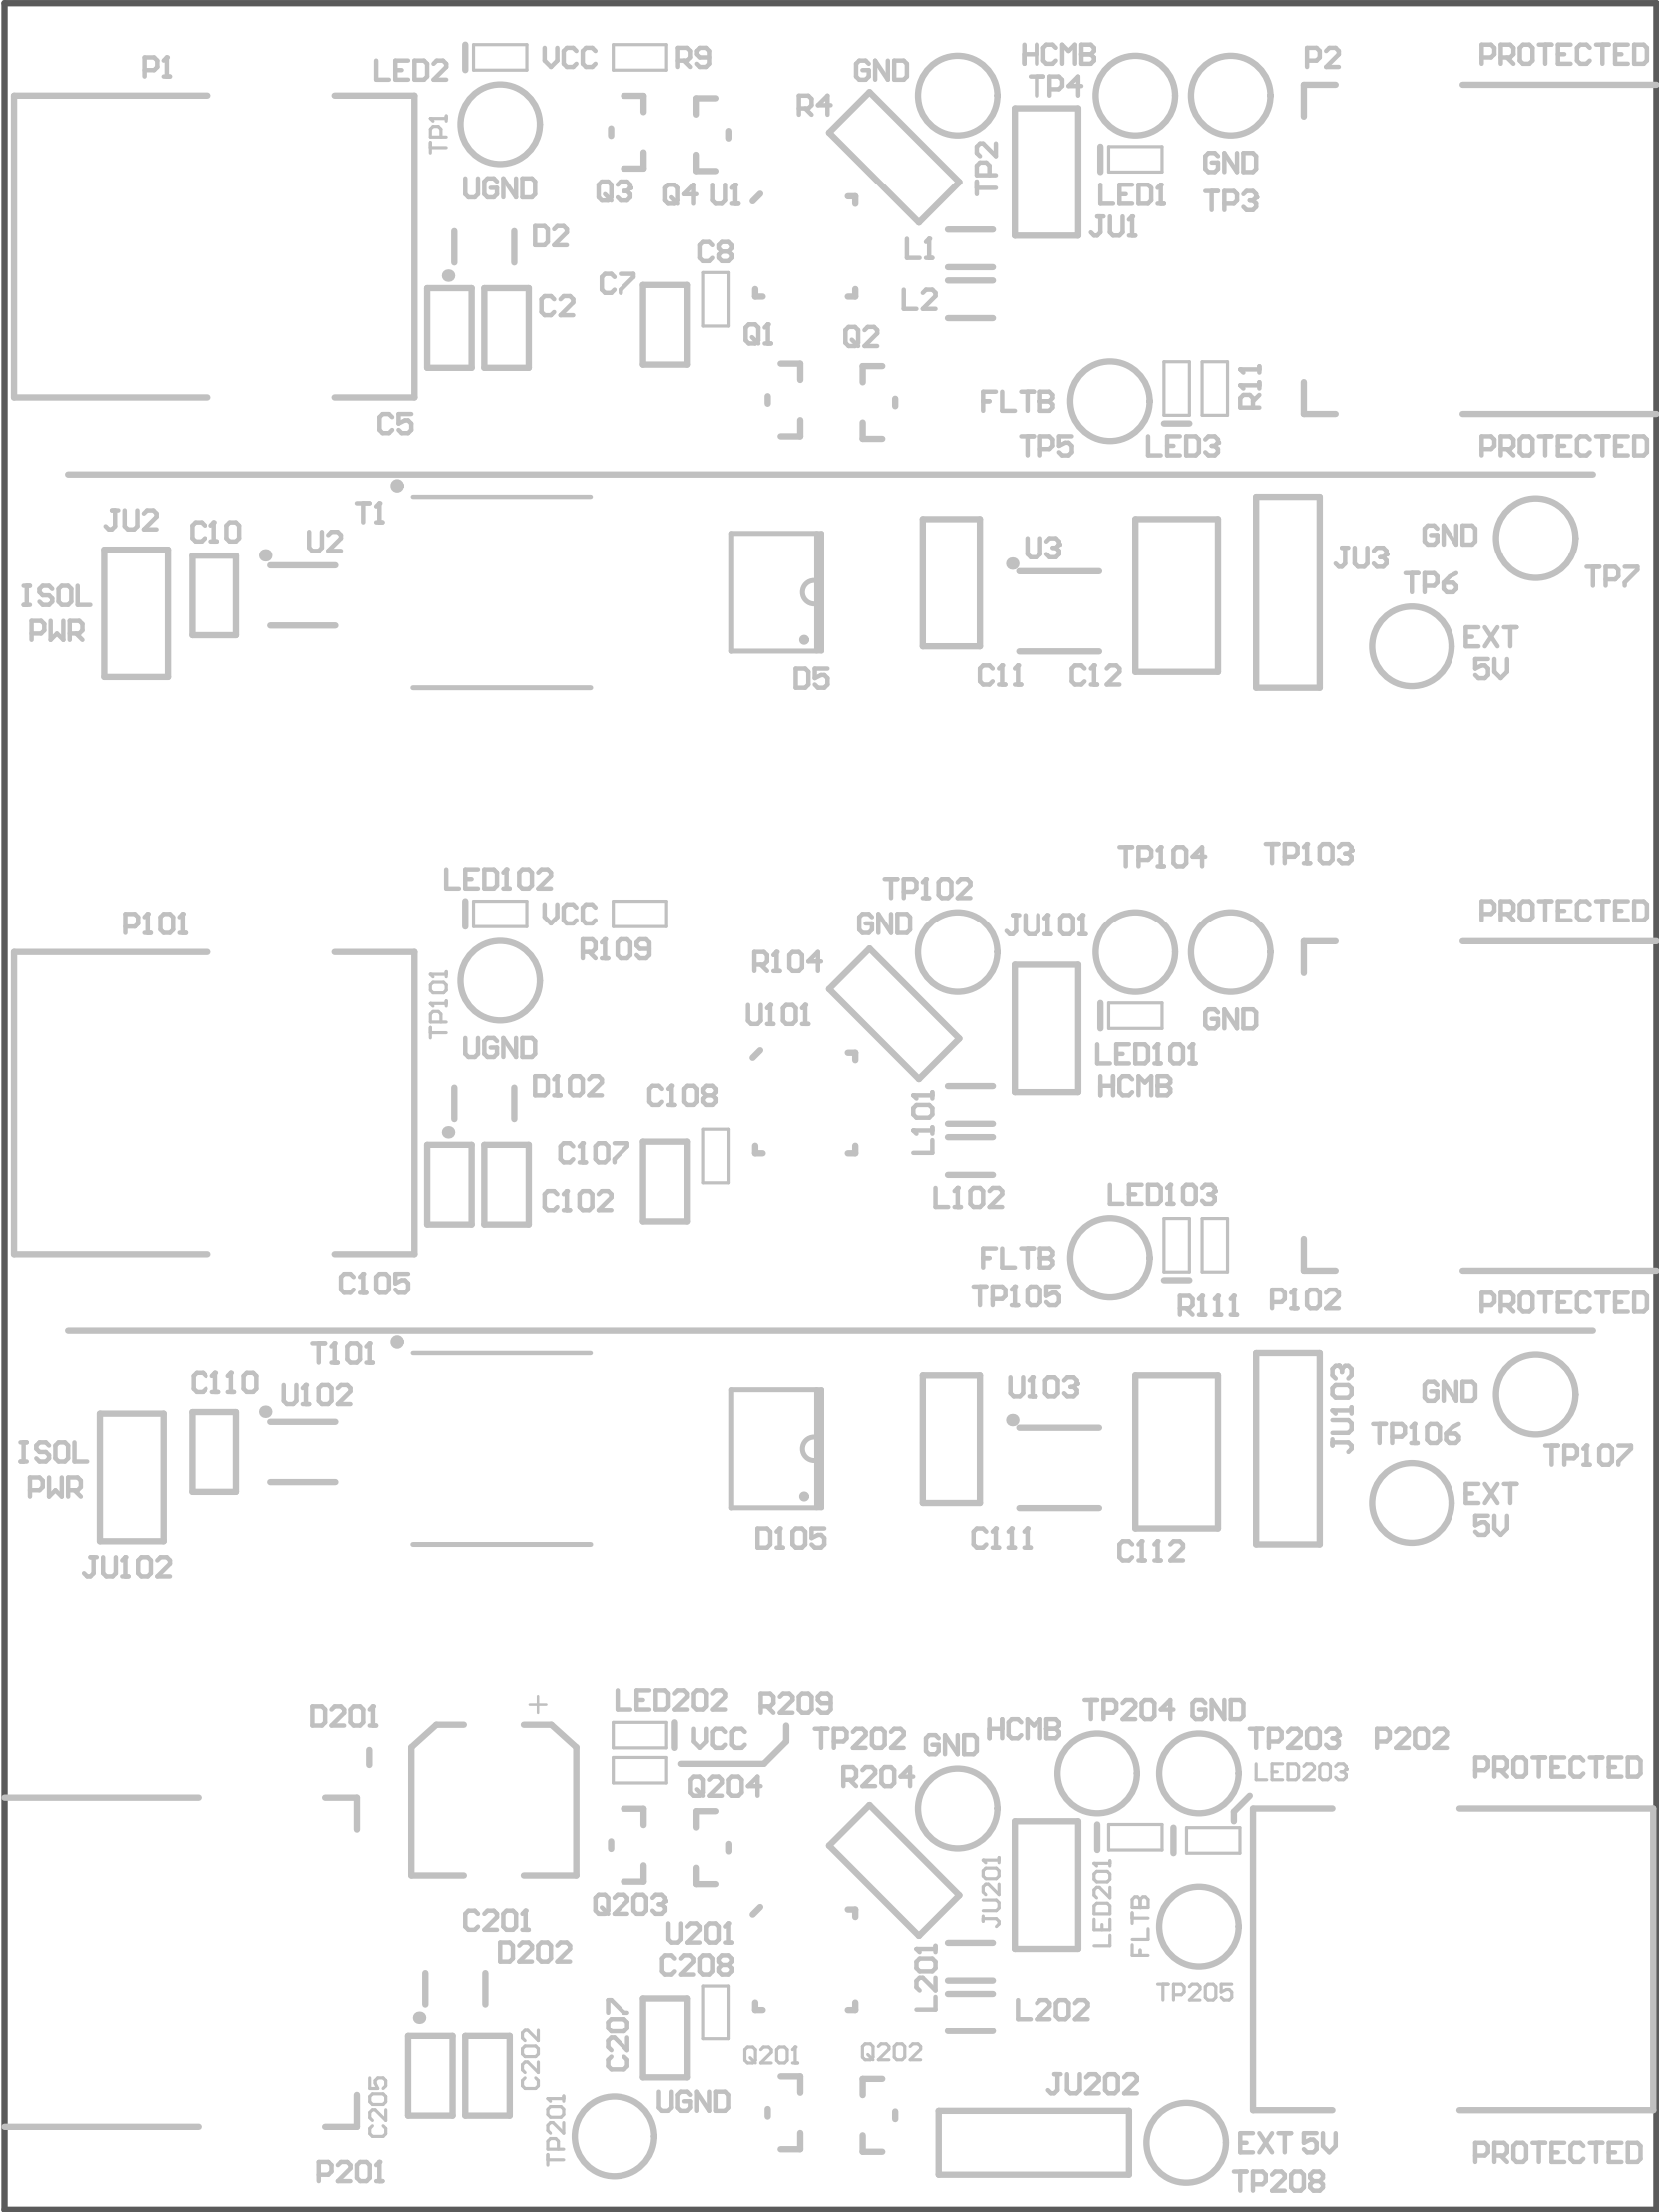 P1
LED2
VCC
R9
GND
HCMB
TP4
P2
PROTECTED
R4
TP1
TP2
GND
UGND
Q3
Q4
U1
LED1
TP3
JU1
D2
L1
C8
C7
C2
L2
Q1
Q2
FLTB
R11
C5
TP5
LED3
PROTECTED
JU2
C10
T1
U2
U3
JU3
GND
TP6
TP7
ISOL
PWR
EXT
5V
D5
C11
C12
TP104
TP103
LED102
TP102
P101
VCC
GND
JU101
PROTECTED
R109
R104
TP101
U101
GND
UGND
LED101
HCMB
D102
C108
L101
C107
C102
L102
LED103
FLTB
C105
TP105
R111
P102
PROTECTED
T101
C110
U102
U103
JU103
GND
TP106
TP107
ISOL
PWR
EXT
5V
D105
C111
C112
JU102
D201
+
LED202
R209
TP204
GND
VCC
TP202
GND
HCMB
TP203
P202
PROTECTED
Q204
R204
LED203
C201
Q203
U201
JU201
LED201
FLTB
D202
C208
L201
TP205
L202
C207
C202
Q201
Q202
C205
UGND
JU202
TP201
EXT 5V
PROTECTED
P201
TP208